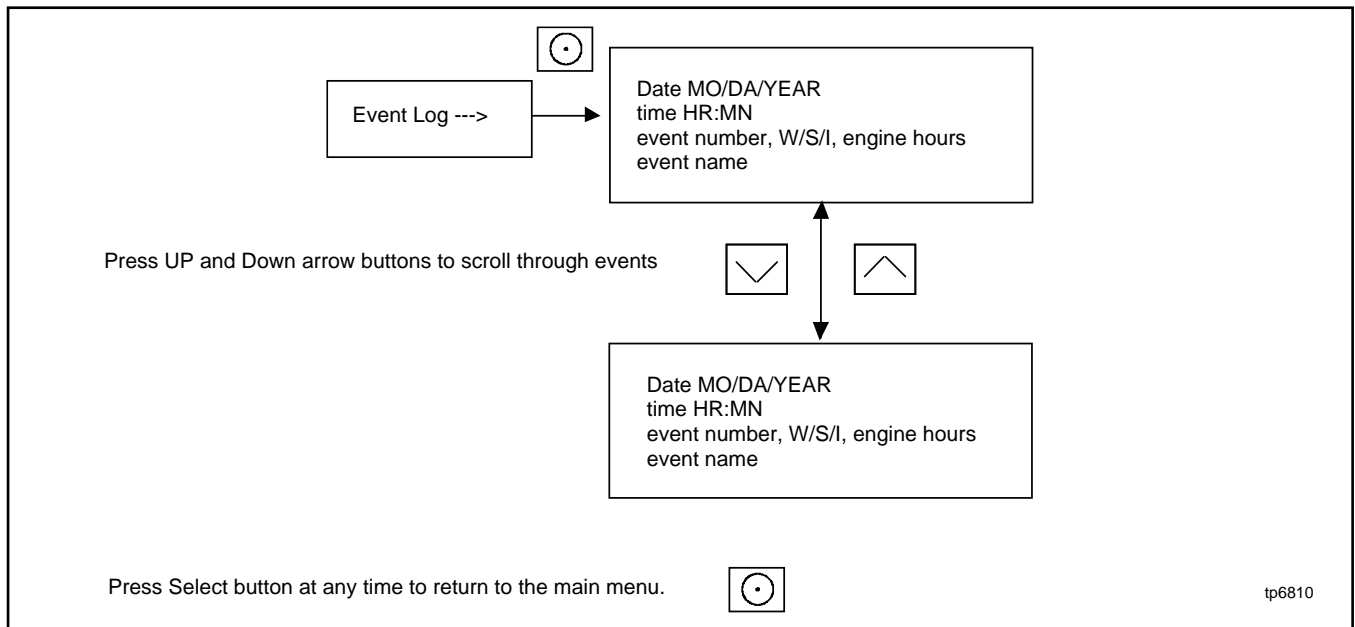 Event Log --->
Date MO/DA/YEAR
time HR:MN
event number, W/S/I, engine hours
event name
Press UP and Down arrow buttons to scroll through events
Date MO/DA/YEAR
time HR:MN
event number, W/S/I, engine hours
event name
Press Select button at any time to return to the main menu.
tp6810